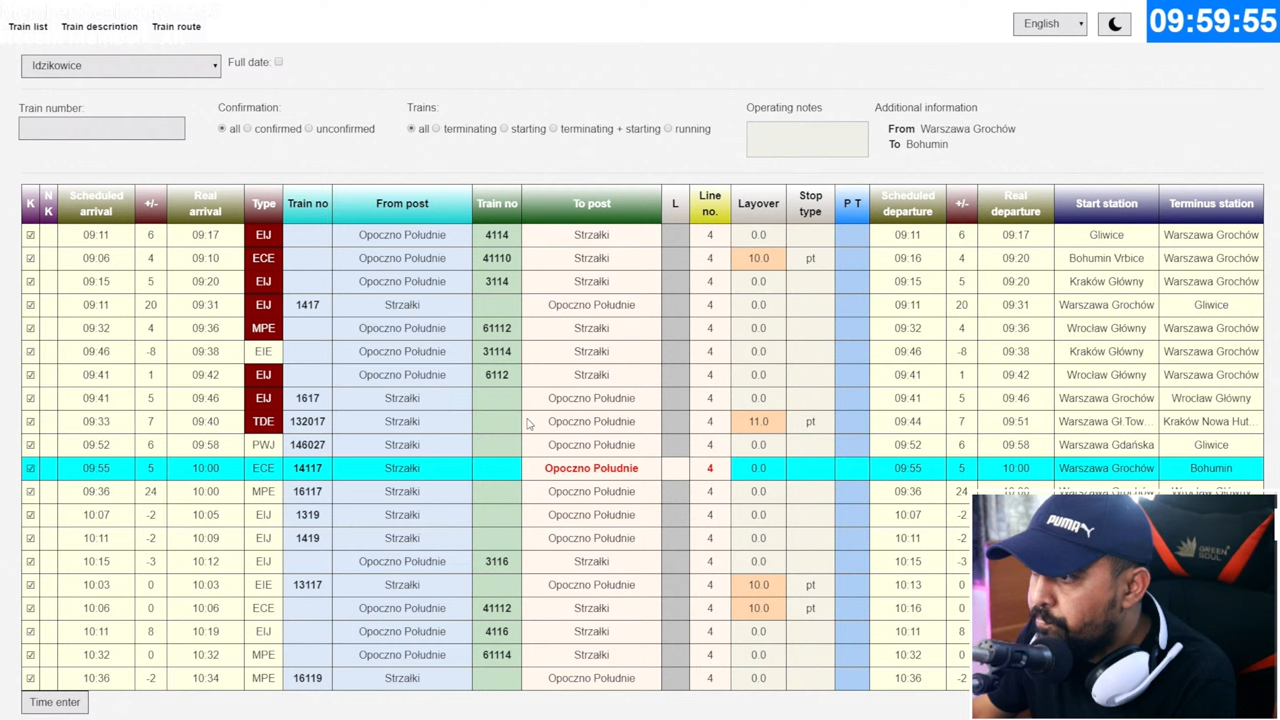 Train list Train describtion Train route
English
09:59:55
Idzikowice
Full date:
Train number:
Confirmation:
all confirmed unconfirmed
Trains:
all terminating starting terminating + starting running
Operating notes
Additional information
From Warszawa Grochów
To Bohumin
K N K Scheduled arrival +/- Real arrival Type Train no From post Train no To post L Line no. Layover Stop type P T Scheduled departure +/- Real departure Start station Terminus station
09:11 6 09:17 EIJ Opoczno Południe 4114 Strzałki 4 0.0 09:11 6 09:17 Gliwice Warszawa Grochów
09:06 4 09:10 ECE Opoczno Południe 41110 Strzałki 4 10.0 pt 09:16 4 09:20 Bohumin Vrbice Warszawa Grochów
09:15 5 09:20 EIJ Opoczno Południe 3114 Strzałki 4 0.0 09:15 5 09:20 Kraków Główny Warszawa Grochów
09:11 20 09:31 EIJ 1417 Strzałki Opoczno Południe 4 0.0 09:11 20 09:31 Warszawa Grochów Gliwice
09:32 4 09:36 MPE Opoczno Południe 61112 Strzałki 4 0.0 09:32 4 09:36 Wrocław Główny Warszawa Grochów
09:46 -8 09:38 EIE Opoczno Południe 31114 Strzałki 4 0.0 09:46 -8 09:38 Kraków Główny Warszawa Grochów
09:41 1 09:42 EIJ Opoczno Południe 6112 Strzałki 4 0.0 09:41 1 09:42 Wrocław Główny Warszawa Grochów
09:41 5 09:46 EIJ 1617 Strzałki Opoczno Południe 4 0.0 09:41 5 09:46 Warszawa Grochów Wrocław Główny
09:33 7 09:40 TDE 132017 Strzałki Opoczno Południe 4 11.0 pt 09:44 7 09:51 Warszawa Gł Tow... Kraków Nowa Hut...
09:52 6 09:58 PWJ 146027 Strzałki Opoczno Południe 4 0.0 09:52 6 09:58 Warszawa Gdańska Gliwice
09:55 5 10:00 ECE 14117 Strzałki Opoczno Południe 4 0.0 09:55 5 10:00 Warszawa Grochów Bohumin
09:36 24 10:00 MPE 16117 Strzałki Opoczno Południe 4 0.0 09:36 24 10:00 Warszawa Grochów Wrocław Główny
10:07 -2 10:05 EIJ 1319 Strzałki Opoczno Południe 4 0.0 10:07 -2
10:11 -2 10:09 EIJ 1419 Strzałki Opoczno Południe 4 0.0 10:11 -2
10:15 -3 10:12 EIJ Opoczno Południe 3116 Strzałki 4 0.0 10:15 -3
10:03 0 10:03 EIE 13117 Strzałki Opoczno Południe 4 10.0 pt 10:13 0
10:06 0 10:06 ECE Opoczno Południe 41112 Strzałki 4 10.0 pt 10:16 0
10:11 8 10:19 EIJ Opoczno Południe 4116 Strzałki 4 0.0 10:11 8
10:32 0 10:32 MPE Opoczno Południe 61114 Strzałki 4 0.0 10:32 0
10:36 -2 10:34 MPE 16119 Strzałki Opoczno Południe 4 0.0 10:36 -2
Time enter
PUMA
GREEN SOUL